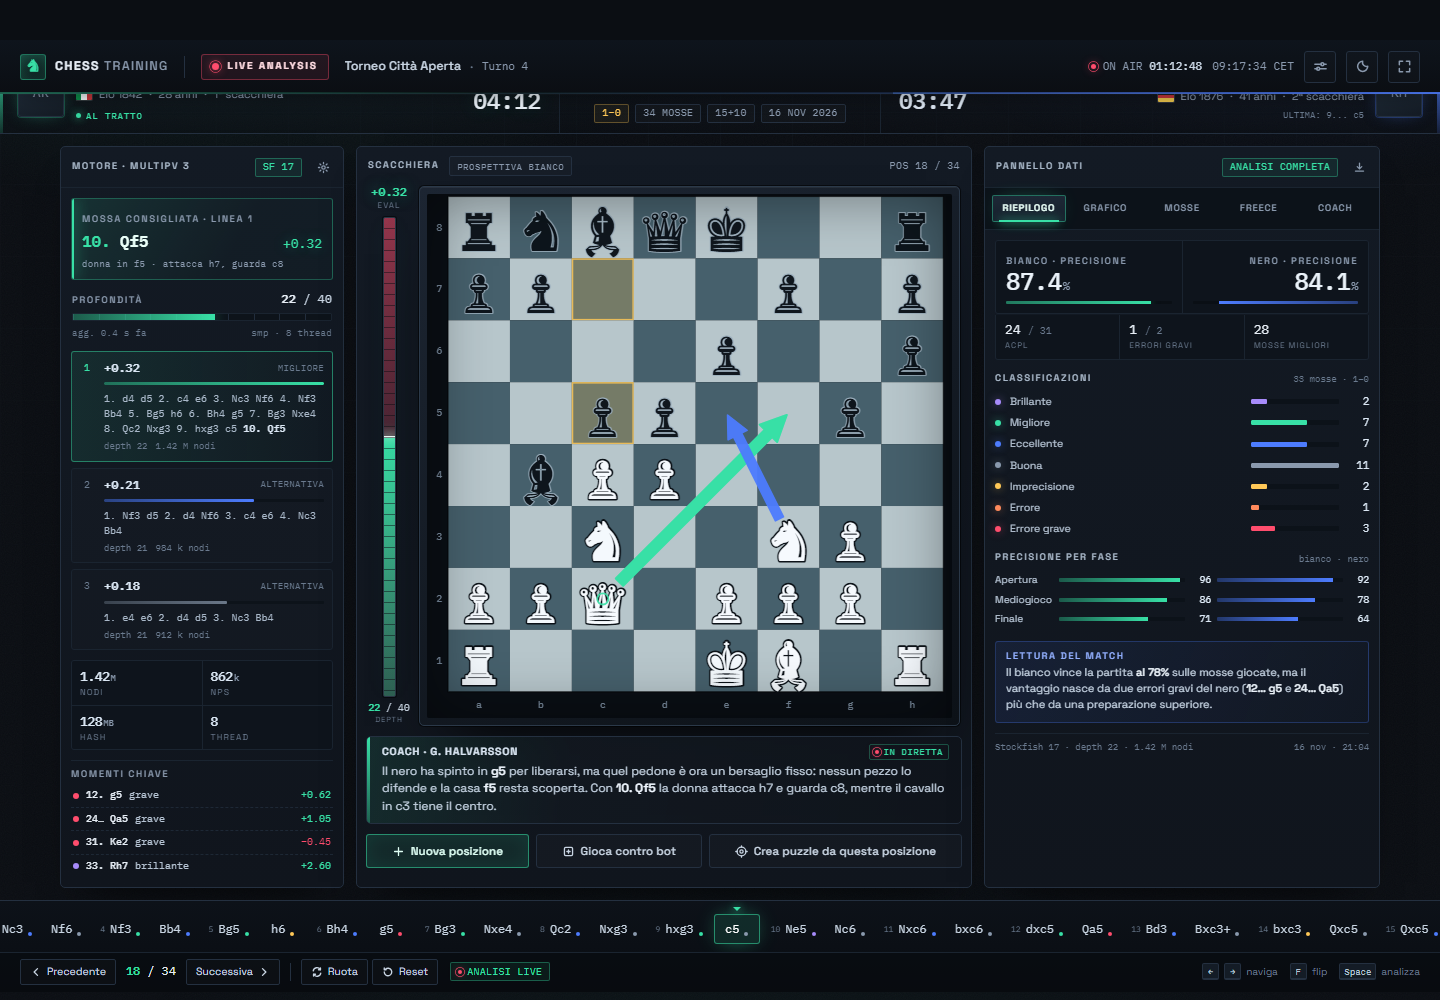 CHESS TRAINING
LIVE ANALYSIS
Torneo Città Aperta · Turno 4
ON AIR 01:12:48 09:17:34 CET
Elo 1842 · 28 anni · 1ª scacchiera
AL TRATTO
04:12
1–0
34 MOSSE
15+10
16 NOV 2026
03:47
Elo 1876 · 41 anni · 2ª scacchiera
ULTIMA: 9... c5
MOTORE · MULTIPV 3
SF 17
MOSSA CONSIGLIATA · LINEA 1
10. Qf5
+0.32
donna in f5 · attacca h7, guarda c8
PROFONDITÀ
22 / 40
agg. 0.4 s fa
smp · 8 thread
1 +0.32 MIGLIORE
1. d4 d5 2. c4 e6 3. Nc3 Nf6 4. Nf3
Bb4 5. Bg5 h6 6. Bh4 g5 7. Bg3 Nxe4
8. Qc2 Nxg3 9. hxg3 c5 10. Qf5
depth 22 1.42 M nodi
2 +0.21 ALTERNATIVA
1. Nf3 d5 2. d4 Nf6 3. c4 e6 4. Nc3
Bb4
depth 21 984 k nodi
3 +0.18 ALTERNATIVA
1. e4 e6 2. d4 d5 3. Nc3 Bb4
depth 21 912 k nodi
1.42M
NODI
862k
NPS
128MB
HASH
8
THREAD
MOMENTI CHIAVE
12. g5 grave +0.62
24… Qa5 grave +1.05
31. Ke2 grave −0.45
33. Rh7 brillante +2.60
SCACCHIERA
PROSPETTIVA BIANCO
POS 18 / 34
+0.32
EVAL
8
7
6
5
4
3
2
1
a b c d e f g h
22 / 40
DEPTH
COACH · G. HALVARSSON
IN DIRETTA
Il nero ha spinto in g5 per liberarsi, ma quel pedone è ora un bersaglio fisso: nessun pezzo lo
difende e la casa f5 resta scoperta. Con 10. Qf5 la donna attacca h7 e guarda c8, mentre il cavallo
in c3 tiene il centro.
Nuova posizione
Gioca contro bot
Crea puzzle da questa posizione
PANNELLO DATI
ANALISI COMPLETA
RIEPILOGO
GRAFICO
MOSSE
FREECE
COACH
BIANCO · PRECISIONE
87.4%
NERO · PRECISIONE
84.1%
24 / 31
ACPL
1 / 2
ERRORI GRAVI
28
MOSSE MIGLIORI
CLASSIFICAZIONI
33 mosse · 1–0
Brillante 2
Migliore 7
Eccellente 7
Buona 11
Imprecisione 2
Errore 1
Errore grave 3
PRECISIONE PER FASE
bianco · nero
Apertura 96 92
Mediogioco 86 78
Finale 71 64
LETTURA DEL MATCH
Il bianco vince la partita al 78% sulle mosse giocate, ma il
vantaggio nasce da due errori gravi del nero (12… g5 e 24… Qa5)
più che da una preparazione superiore.
Stockfish 17 · depth 22 · 1.42 M nodi
16 nov · 21:04
Nc3 Nf6 4 Nf3 Bb4 5 Bg5 h6 6 Bh4 g5 7 Bg3 Nxe4 8 Qc2 Nxg3 9 hxg3 c5 10 Ne5 Nc6 11 Nxc6 bxc6 12 dxc5 Qa5 13 Bd3 Bxc3+ 14 bxc3 Qxc5 15 Qxc5
Precedente
18 / 34
Successiva
Ruota
Reset
ANALISI LIVE
← → naviga
F flip
Space analizza